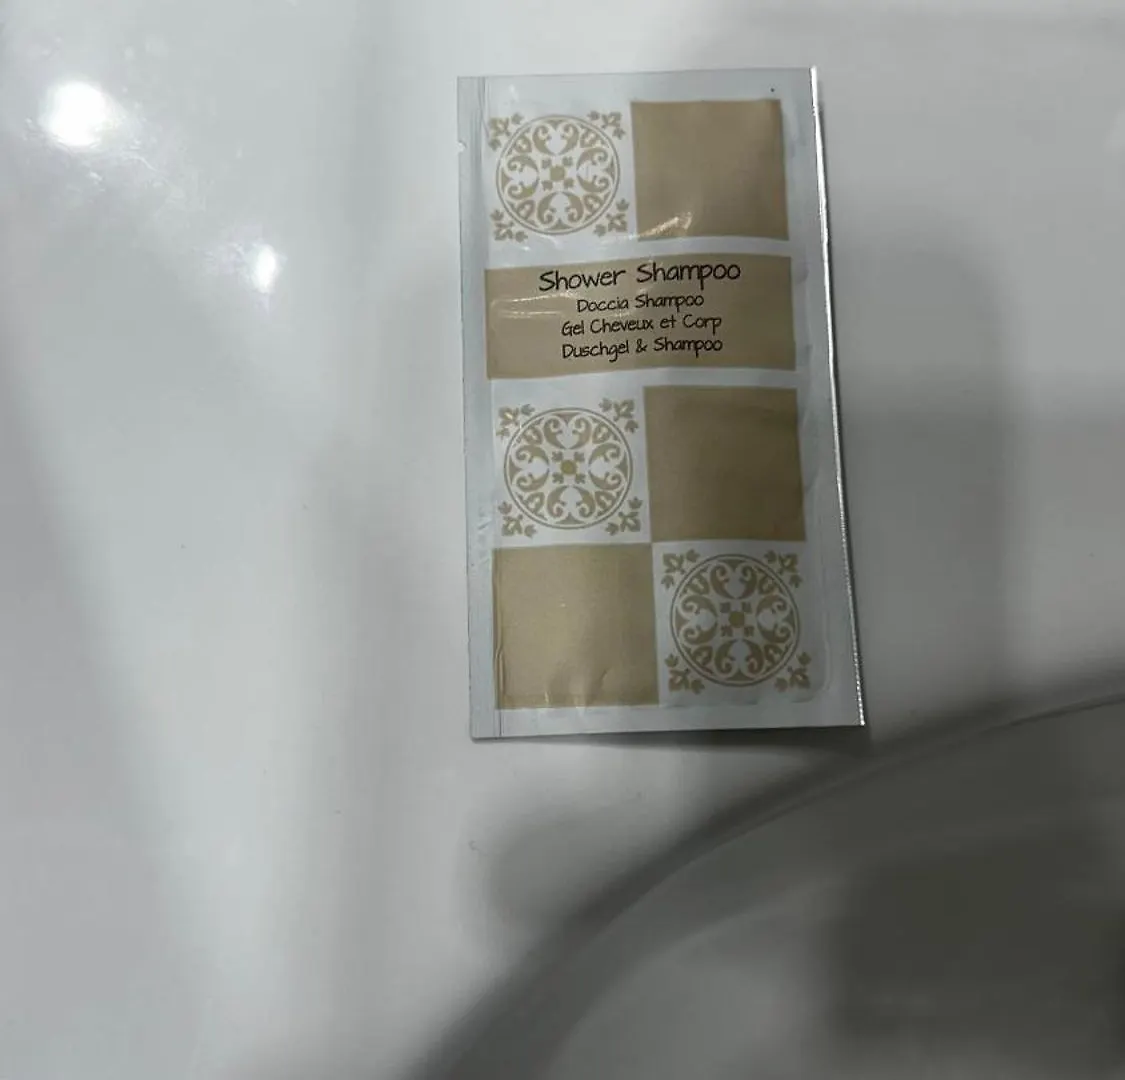 Shower Shampoo
Doccia Shampoo
Gel Cheveux et Corp
Duschgel & Shampoo